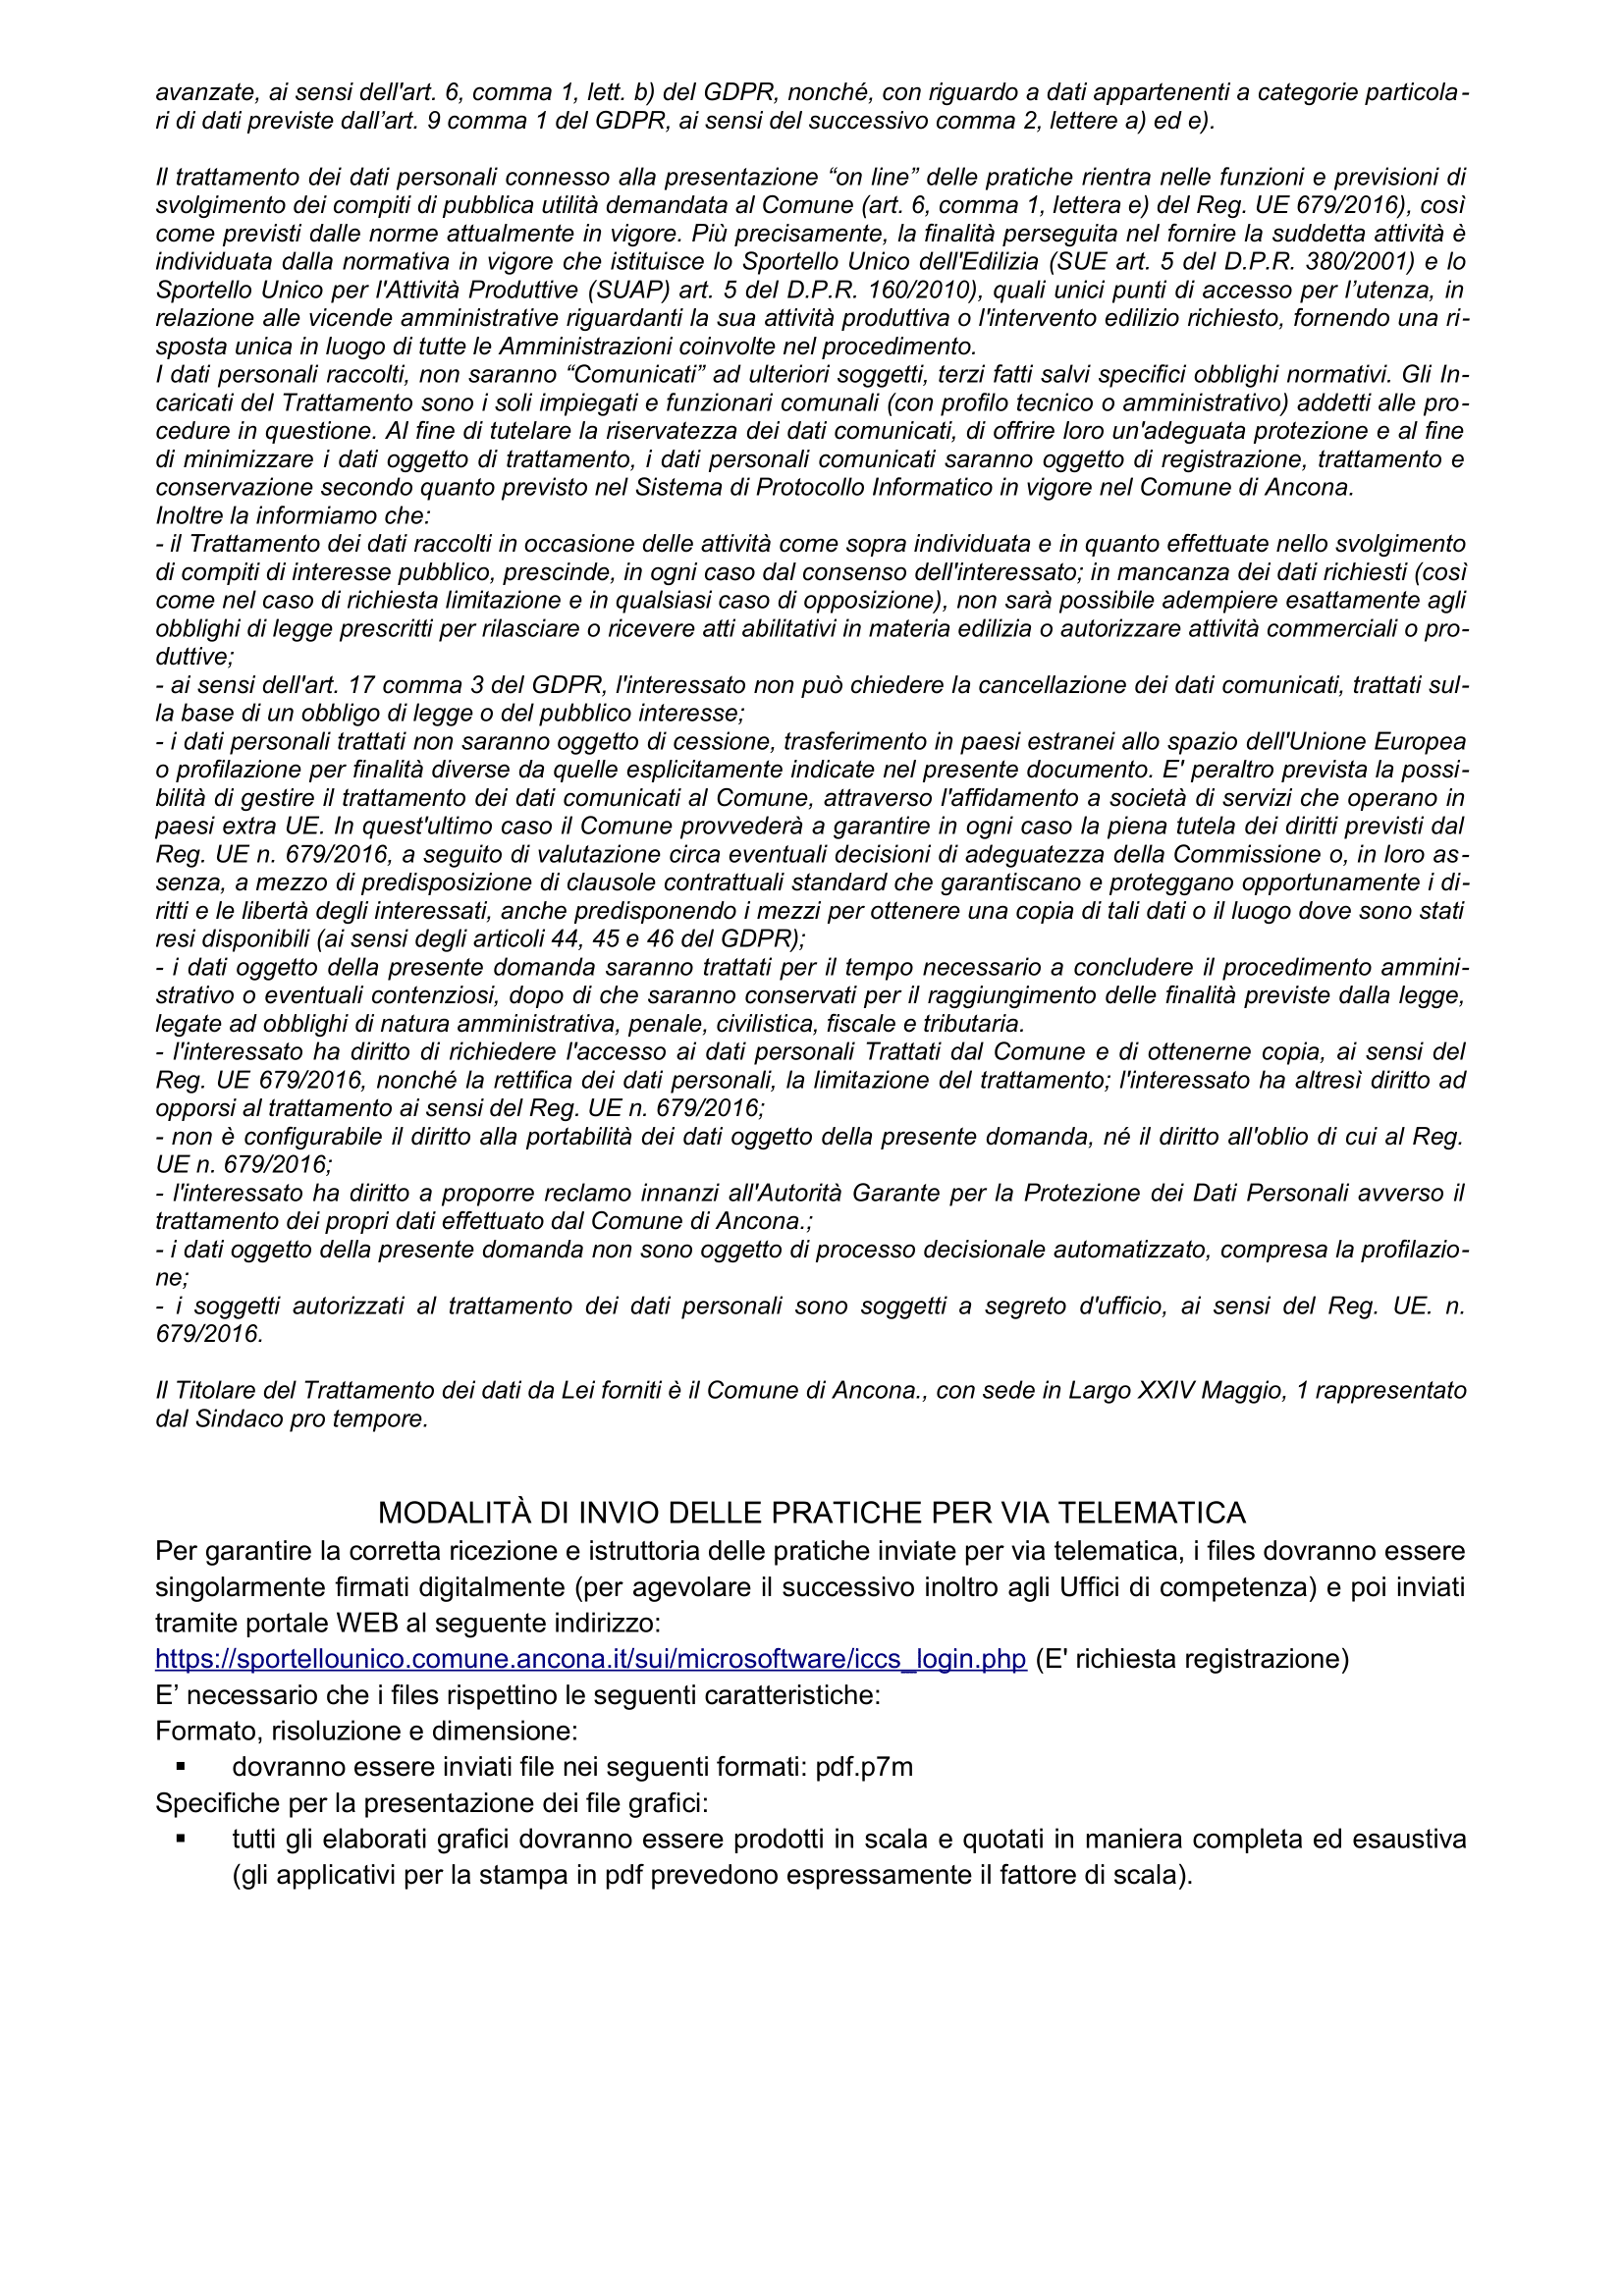 avanzate, ai sensi dell'art. 6, comma 1, lett. b) del GDPR, nonché, con riguardo a dati appartenenti a categorie particola-
ri di dati previste dall’art. 9 comma 1 del GDPR, ai sensi del successivo comma 2, lettere a) ed e).
Il trattamento dei dati personali connesso alla presentazione “on line” delle pratiche rientra nelle funzioni e previsioni di
svolgimento dei compiti di pubblica utilità demandata al Comune (art. 6, comma 1, lettera e) del Reg. UE 679/2016), così
come previsti dalle norme attualmente in vigore. Più precisamente, la finalità perseguita nel fornire la suddetta attività è
individuata dalla normativa in vigore che istituisce lo Sportello Unico dell'Edilizia (SUE art. 5 del D.P.R. 380/2001) e lo
Sportello Unico per l'Attività Produttive (SUAP) art. 5 del D.P.R. 160/2010), quali unici punti di accesso per l’utenza, in
relazione alle vicende amministrative riguardanti la sua attività produttiva o l'intervento edilizio richiesto, fornendo una ri-
sposta unica in luogo di tutte le Amministrazioni coinvolte nel procedimento.
I dati personali raccolti, non saranno “Comunicati” ad ulteriori soggetti, terzi fatti salvi specifici obblighi normativi. Gli In-
caricati del Trattamento sono i soli impiegati e funzionari comunali (con profilo tecnico o amministrativo) addetti alle pro-
cedure in questione. Al fine di tutelare la riservatezza dei dati comunicati, di offrire loro un'adeguata protezione e al fine
di minimizzare i dati oggetto di trattamento, i dati personali comunicati saranno oggetto di registrazione, trattamento e
conservazione secondo quanto previsto nel Sistema di Protocollo Informatico in vigore nel Comune di Ancona.
Inoltre la informiamo che:
- il Trattamento dei dati raccolti in occasione delle attività come sopra individuata e in quanto effettuate nello svolgimento
di compiti di interesse pubblico, prescinde, in ogni caso dal consenso dell'interessato; in mancanza dei dati richiesti (così
come nel caso di richiesta limitazione e in qualsiasi caso di opposizione), non sarà possibile adempiere esattamente agli
obblighi di legge prescritti per rilasciare o ricevere atti abilitativi in materia edilizia o autorizzare attività commerciali o pro-
duttive;
- ai sensi dell'art. 17 comma 3 del GDPR, l'interessato non può chiedere la cancellazione dei dati comunicati, trattati sul-
la base di un obbligo di legge o del pubblico interesse;
- i dati personali trattati non saranno oggetto di cessione, trasferimento in paesi estranei allo spazio dell'Unione Europea
o profilazione per finalità diverse da quelle esplicitamente indicate nel presente documento. E' peraltro prevista la possi-
bilità di gestire il trattamento dei dati comunicati al Comune, attraverso l'affidamento a società di servizi che operano in
paesi extra UE. In quest'ultimo caso il Comune provvederà a garantire in ogni caso la piena tutela dei diritti previsti dal
Reg. UE n. 679/2016, a seguito di valutazione circa eventuali decisioni di adeguatezza della Commissione o, in loro as-
senza, a mezzo di predisposizione di clausole contrattuali standard che garantiscano e proteggano opportunamente i di-
ritti e le libertà degli interessati, anche predisponendo i mezzi per ottenere una copia di tali dati o il luogo dove sono stati
resi disponibili (ai sensi degli articoli 44, 45 e 46 del GDPR);
- i dati oggetto della presente domanda saranno trattati per il tempo necessario a concludere il procedimento ammini-
strativo o eventuali contenziosi, dopo di che saranno conservati per il raggiungimento delle finalità previste dalla legge,
legate ad obblighi di natura amministrativa, penale, civilistica, fiscale e tributaria.
- l'interessato ha diritto di richiedere l'accesso ai dati personali Trattati dal Comune e di ottenerne copia, ai sensi del
Reg. UE 679/2016, nonché la rettifica dei dati personali, la limitazione del trattamento; l'interessato ha altresì diritto ad
opporsi al trattamento ai sensi del Reg. UE n. 679/2016;
- non è configurabile il diritto alla portabilità dei dati oggetto della presente domanda, né il diritto all'oblio di cui al Reg.
UE n. 679/2016;
- l'interessato ha diritto a proporre reclamo innanzi all'Autorità Garante per la Protezione dei Dati Personali avverso il
trattamento dei propri dati effettuato dal Comune di Ancona.;
- i dati oggetto della presente domanda non sono oggetto di processo decisionale automatizzato, compresa la profilazio-
ne;
- i soggetti autorizzati al trattamento dei dati personali sono soggetti a segreto d'ufficio, ai sensi del Reg. UE. n.
679/2016.
Il Titolare del Trattamento dei dati da Lei forniti è il Comune di Ancona., con sede in Largo XXIV Maggio, 1 rappresentato
dal Sindaco pro tempore.
MODALITÀ DI INVIO DELLE PRATICHE PER VIA TELEMATICA
Per garantire la corretta ricezione e istruttoria delle pratiche inviate per via telematica, i files dovranno essere
singolarmente firmati digitalmente (per agevolare il successivo inoltro agli Uffici di competenza) e poi inviati
tramite portale WEB al seguente indirizzo:
https://sportellounico.comune.ancona.it/sui/microsoftware/iccs_login.php (E' richiesta registrazione)
E’ necessario che i files rispettino le seguenti caratteristiche:
Formato, risoluzione e dimensione:
▪ dovranno essere inviati file nei seguenti formati: pdf.p7m
Specifiche per la presentazione dei file grafici:
▪ tutti gli elaborati grafici dovranno essere prodotti in scala e quotati in maniera completa ed esaustiva
(gli applicativi per la stampa in pdf prevedono espressamente il fattore di scala).